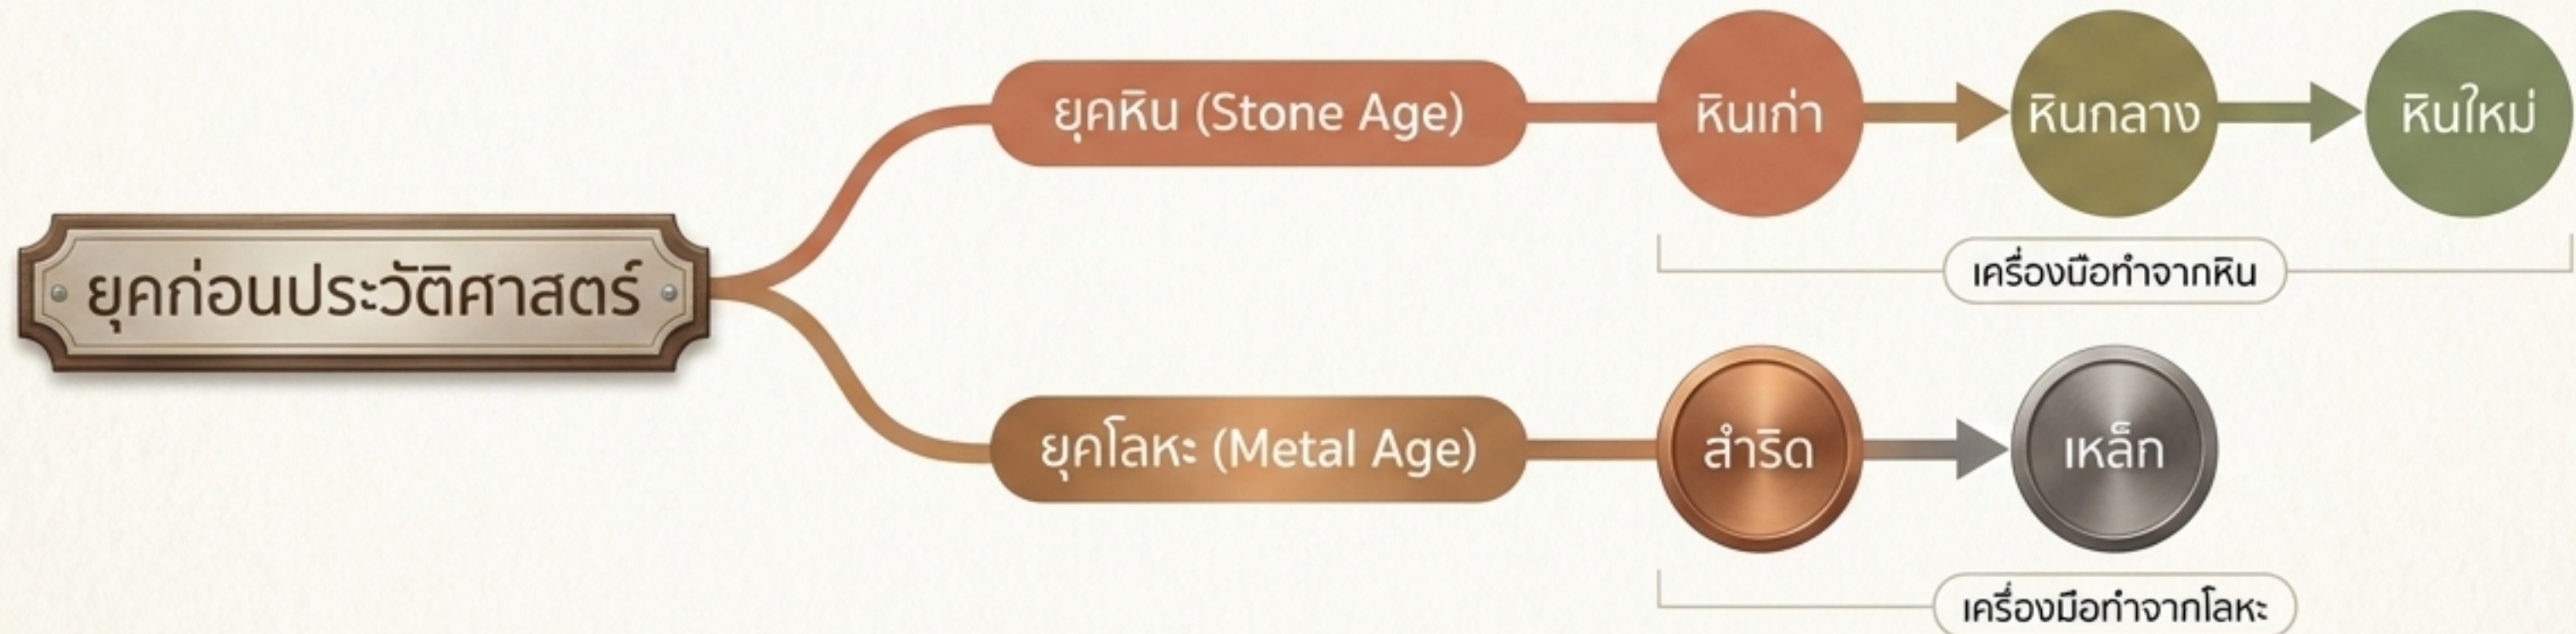 ยุคก่อนประวัติศาสตร์
ยุคหิน (Stone Age)
หินเก่า
หินกลาง
หินใหม่
เครื่องมือทำจากหิน
ยุคโลหะ (Metal Age)
สำริด
เหล็ก
เครื่องมือทำจากโลหะ